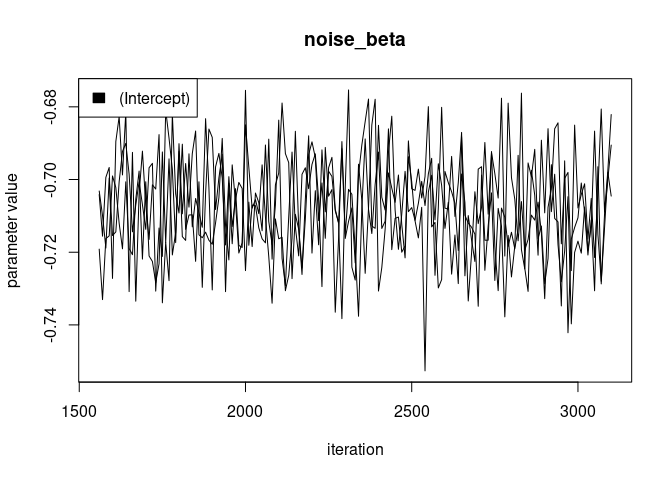 noise_beta
(Intercept)
-0.68
-0.70
-0.72
-0.74
parameter value
1500 2000 2500 3000
iteration